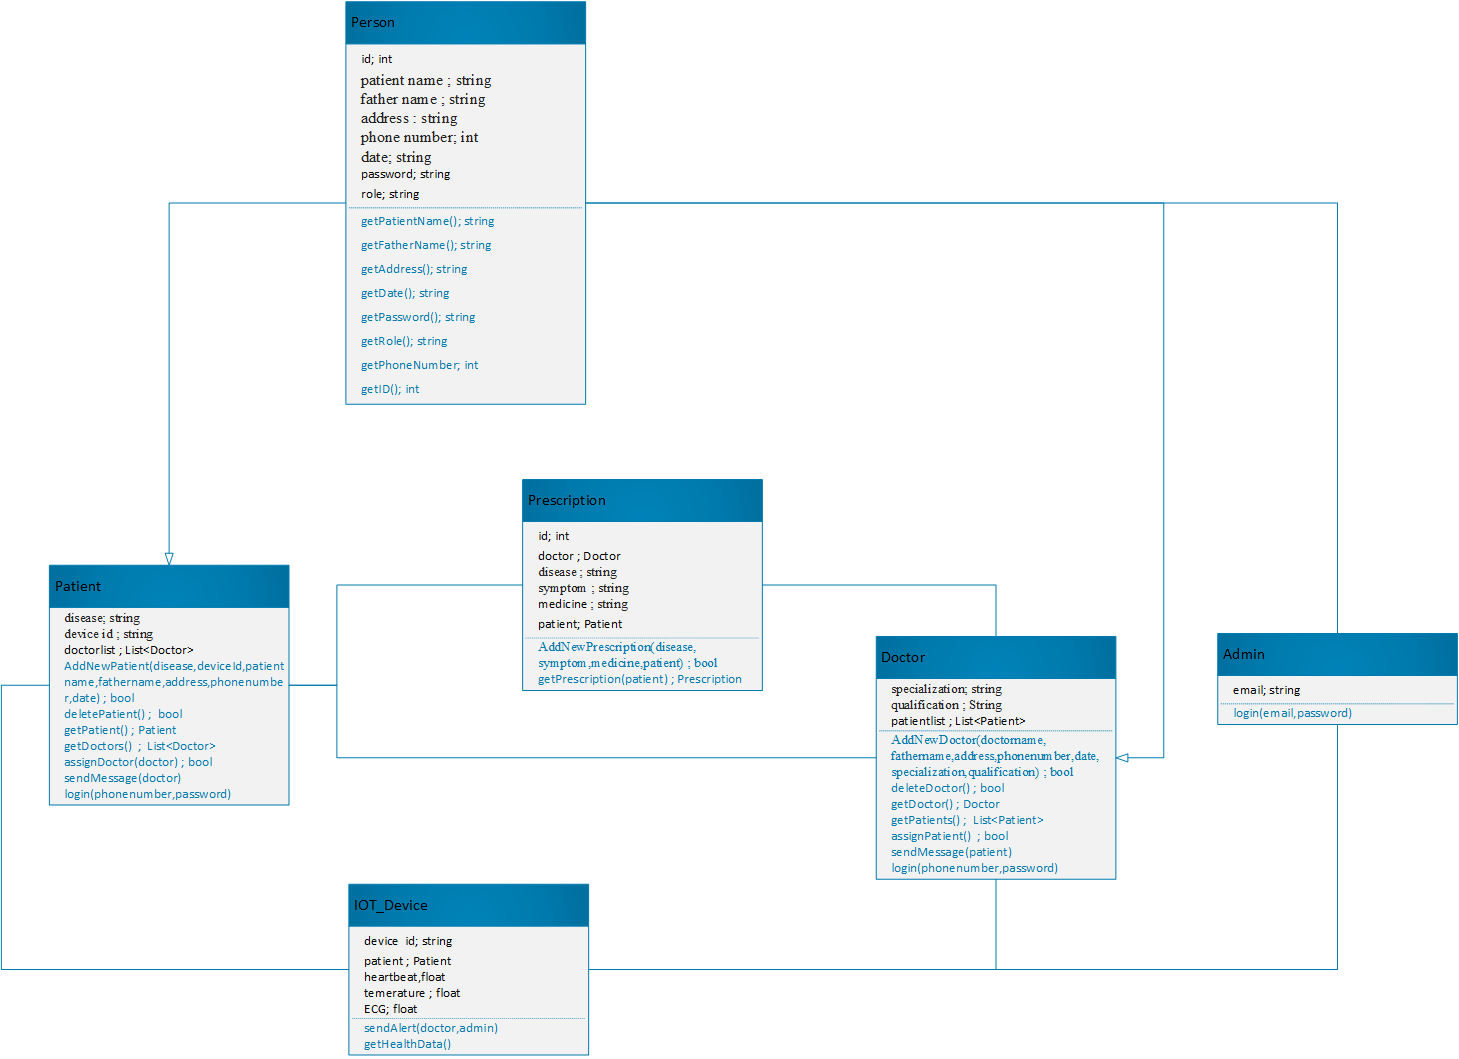 Person
id; int
patient name ; string
father name ; string
address : string
phone number; int
date; string
password; string
role; string
getPatientName(); string
getFatherName(); string
getAddress(); string
getDate(); string
getPassword(); string
getRole(); string
getPhoneNumber; int
getID(); int
Prescription
id; int
doctor ; Doctor
disease ; string
symptom ; string
medicine ; string
patient; Patient
AddNewPrescription(disease,
symptom,medicine,patient) ; bool
getPrescription(patient) ; Prescription
Patient
disease; string
device id ; string
doctorlist ; List<Doctor>
AddNewPatient(disease,deviceId,patient
name,fathername,address,phonenumbe
r,date) ; bool
deletePatient() ; bool
getPatient() ; Patient
getDoctors() ; List<Doctor>
assignDoctor(doctor) ; bool
sendMessage(doctor)
login(phonenumber,password)
Doctor
specialization; string
qualification ; String
patientlist ; List<Patient>
AddNewDoctor(doctorname,
fathername,address,phonenumber,date,
specialization,qualification) ; bool
deleteDoctor() ; bool
getDoctor() ; Doctor
getPatients() ; List<Patient>
assignPatient() ; bool
sendMessage(patient)
login(phonenumber,password)
Admin
email; string
login(email,password)
IOT_Device
device id; string
patient ; Patient
heartbeat,float
temerature ; float
ECG; float
sendAlert(doctor,admin)
getHealthData()